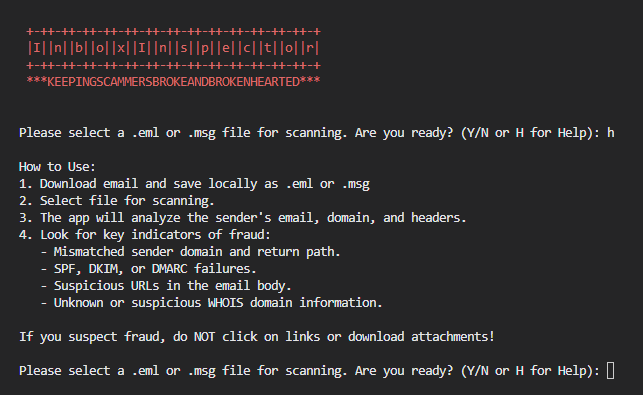 +-++-++-++-++-++-++-++-++-++-++-++-++-++-+
|I||n||b||o||x||I||n||s||p||e||c||t||o||r|
+-++-++-++-++-++-++-++-++-++-++-++-++-++-+
***KEEPINGSCAMMERSBROKEANDBROKENHEARTED***
Please select a .eml or .msg file for scanning. Are you ready? (Y/N or H for Help): h
How to Use:
1. Download email and save locally as .eml or .msg
2. Select file for scanning.
3. The app will analyze the sender's email, domain, and headers.
4. Look for key indicators of fraud:
- Mismatched sender domain and return path.
- SPF, DKIM, or DMARC failures.
- Suspicious URLs in the email body.
- Unknown or suspicious WHOIS domain information.
If you suspect fraud, do NOT click on links or download attachments!
Please select a .eml or .msg file for scanning. Are you ready? (Y/N or H for Help):